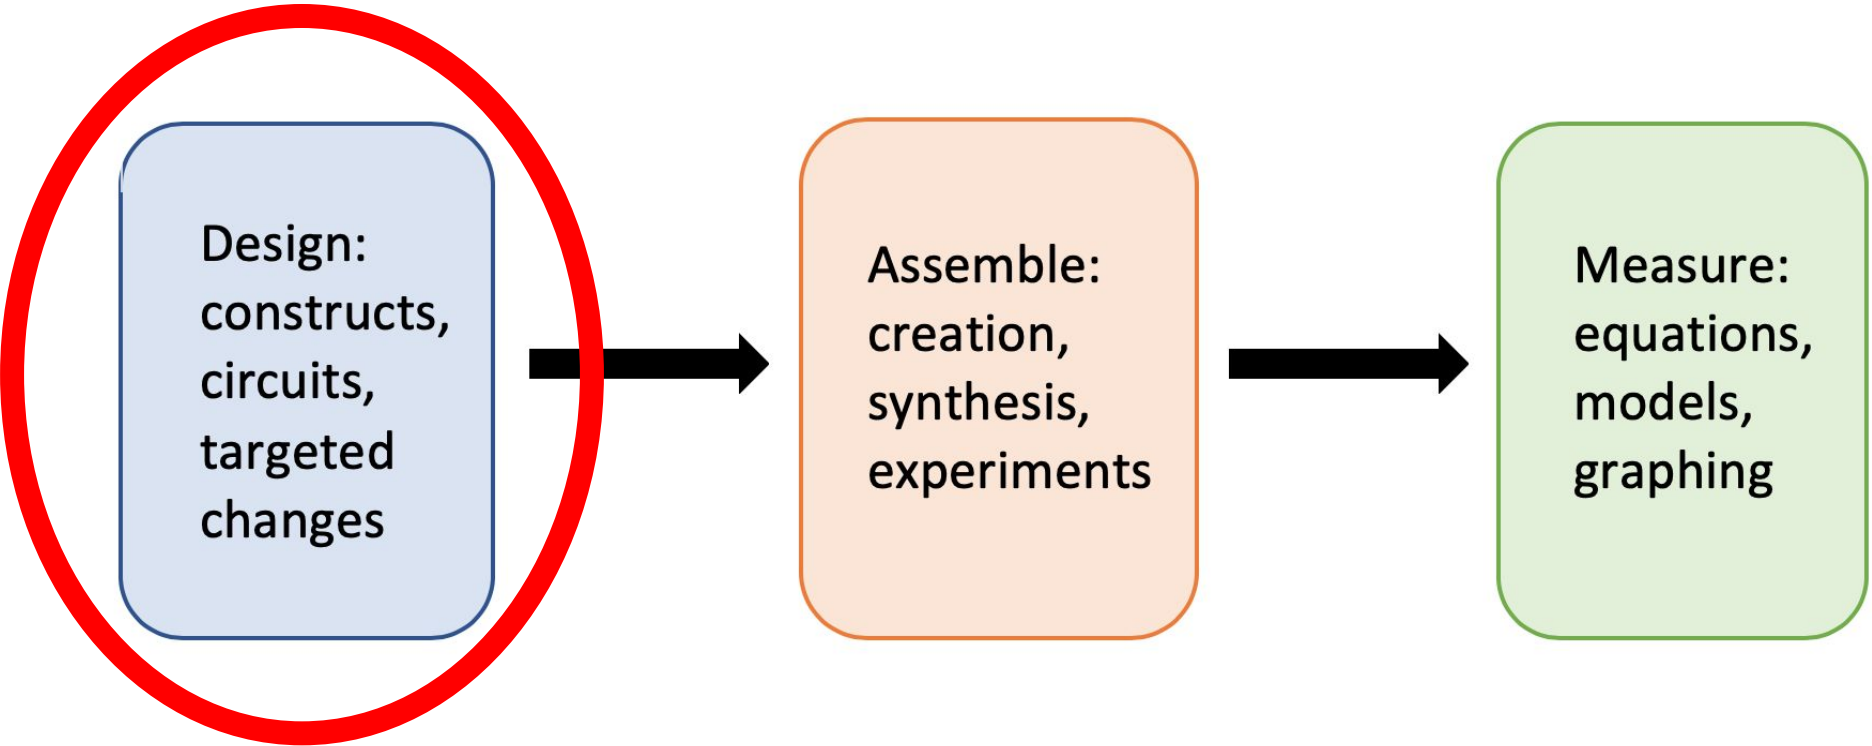 Design:
constructs,
circuits,
targeted
changes
Assemble:
creation,
synthesis,
experiments
Measure:
equations,
models,
graphing